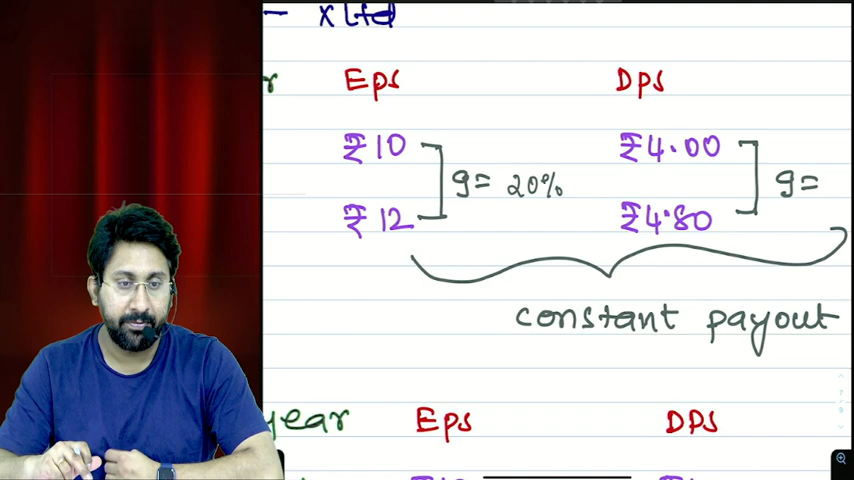 – X Ltd
r Eps DPS
₹10 ₹4.00
g= 20% g=
₹12 ₹4.80
constant payout
year Eps DPS